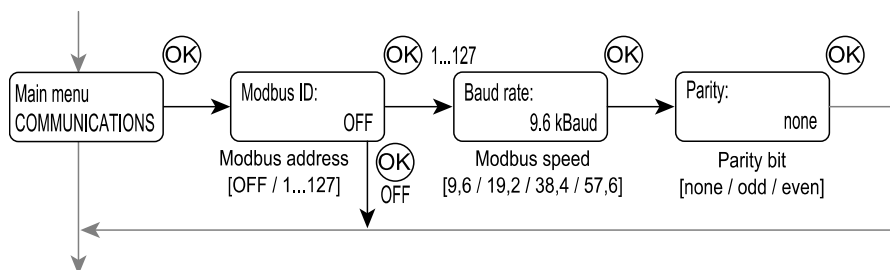 OK
OK 1...127
OK
OK
Main menu
COMMUNICATIONS
Modbus ID:
OFF
Baud rate:
9.6 kBaud
Parity:
none
Modbus address
[OFF / 1...127]
OK
OFF
Modbus speed
[9,6 / 19,2 / 38,4 / 57,6]
Parity bit
[none / odd / even]